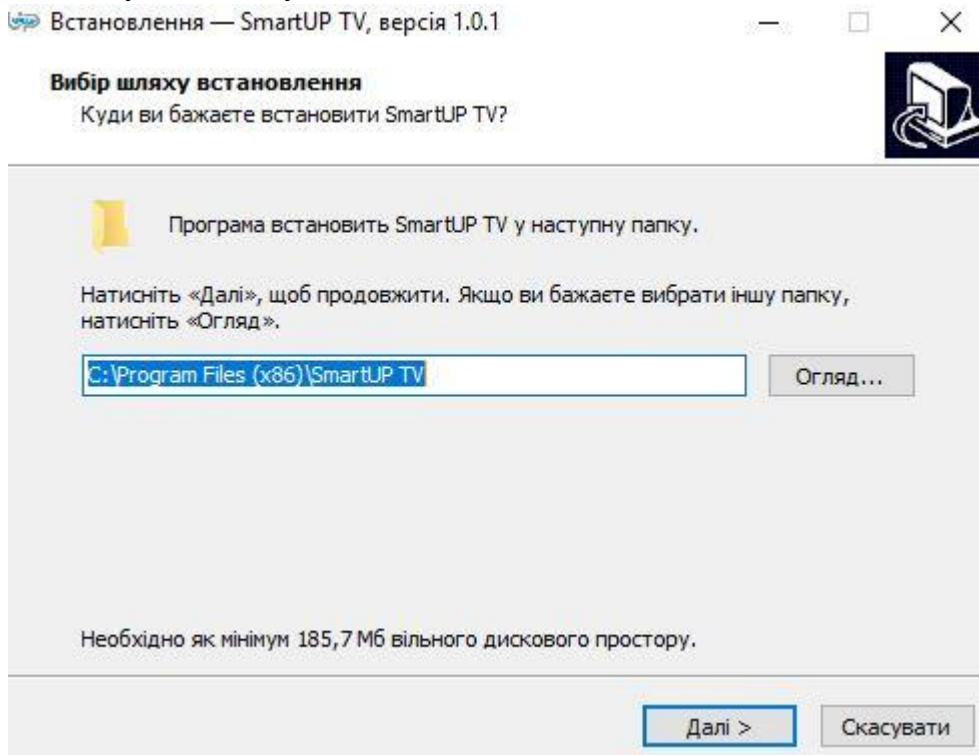 Встановлення — SmartUP TV, версія 1.0.1
Вибір шляху встановлення
Куди ви бажаєте встановити SmartUP TV?
Програма встановить SmartUP TV у наступну папку.
Натисніть «Далі», щоб продовжити. Якщо ви бажаєте вибрати іншу папку,
натисніть «Огляд».
C:\Program Files (x86)\SmartUP TV
Огляд...
Необхідно як мінімум 185,7 Мб вільного дискового простору.
Далі >
Скасувати